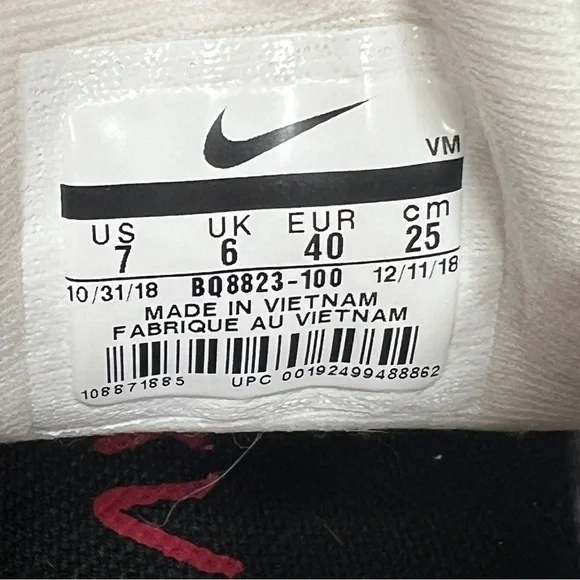 VM
US UK EUR cm
7 6 40 25
10/31/18 BQ8823-100 12/11/18
MADE IN VIETNAM
FABRIQUE AU VIETNAM
108871885 UPC 00192499488862